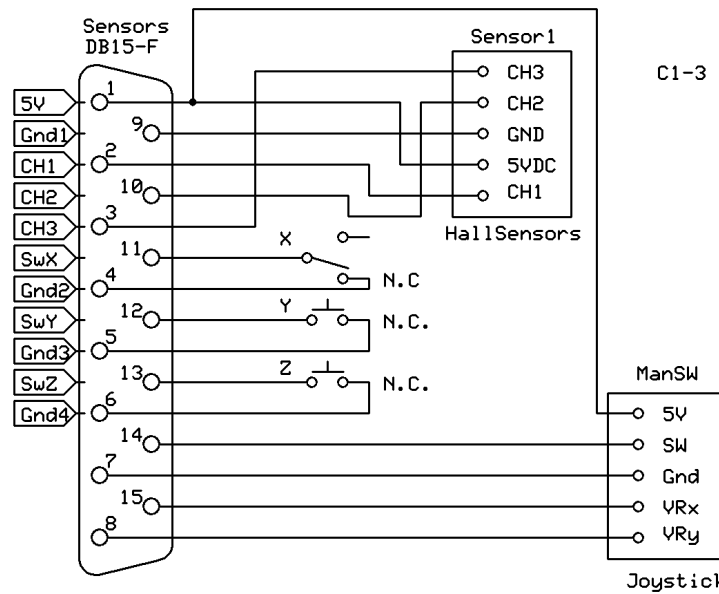 Sensors
DB15-F
Sensor1
C1-3
CH3
CH2
GND
5VDC
CH1
HallSensors
5V
1
Gnd1
9
CH1
2
CH2
10
CH3
3
SwX
11
X
Gnd2
4
N.C
SwY
12
Y
N.C.
Gnd3
5
SwZ
13
Z
N.C.
Gnd4
6
14
7
15
8
ManSW
5V
SW
Gnd
VRx
VRy
Joystick